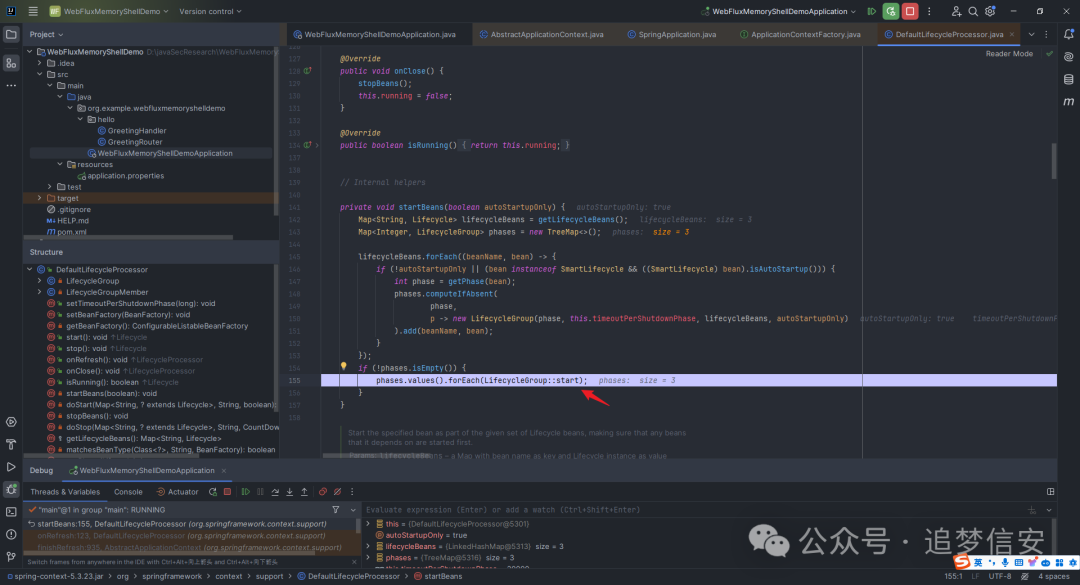 WF WebFluxMemoryShellDemo Version control WebFluxMemoryShellDemoApplication
Project
WebFluxMemoryShellDemo D:\javaSecResearch\WebFluxMemory
.idea
src
main
java
org.example.webfluxmemoryshelldemo
hello
GreetingHandler
GreetingRouter
WebFluxMemoryShellDemoApplication
resources
application.properties
test
target
.gitignore
HELP.md
pom.xml
Structure
DefaultLifecycleProcessor
LifecycleGroup
LifecycleGroupMember
setTimeoutPerShutdownPhase(long): void
setBeanFactory(BeanFactory): void
getBeanFactory(): ConfigurableListableBeanFactory
start(): void ↑Lifecycle
stop(): void ↑Lifecycle
onRefresh(): void ↑LifecycleProcessor
onClose(): void ↑LifecycleProcessor
isRunning(): boolean ↑Lifecycle
startBeans(boolean): void
doStart(Map<String, ? extends Lifecycle>, String, boolean):
stopBeans(): void
doStop(Map<String, ? extends Lifecycle>, String, CountDow
getLifecycleBeans(): Map<String, Lifecycle>
matchesBeanType(Class<?>, String, BeanFactory): boolean
WebFluxMemoryShellDemoApplication.java AbstractApplicationContext.java SpringApplication.java ApplicationContextFactory.java DefaultLifecycleProcessor.java
Reader Mode
127 @Override
128 public void onClose() {
129 stopBeans();
130 this.running = false;
131 }
132
133 @Override
134 public boolean isRunning() { return this.running; }
137
138
139 // Internal helpers
140
141 private void startBeans(boolean autoStartupOnly) { autoStartupOnly: true
142 Map<String, Lifecycle> lifecycleBeans = getLifecycleBeans(); lifecycleBeans: size = 3
143 Map<Integer, LifecycleGroup> phases = new TreeMap<>(); phases: size = 3
144
145 lifecycleBeans.forEach((beanName, bean) -> {
146 if (!autoStartupOnly || (bean instanceof SmartLifecycle && ((SmartLifecycle) bean).isAutoStartup())) {
147 int phase = getPhase(bean);
148 phases.computeIfAbsent(
149 phase,
150 p -> new LifecycleGroup(phase, this.timeoutPerShutdownPhase, lifecycleBeans, autoStartupOnly) autoStartupOnly: true timeoutPerShutdownP
151 ).add(beanName, bean);
152 }
153 });
154 if (!phases.isEmpty()) {
155 phases.values().forEach(LifecycleGroup::start); phases: size = 3
156 }
157 }
158
Start the specified bean as part of the given set of Lifecycle beans, making sure that any beans
that it depends on are started first.
Params: lifecycleBeans – a Map with bean name as key and Lifecycle instance as value
Debug WebFluxMemoryShellDemoApplication
Threads & Variables Console Actuator
"main"@1 in group "main": RUNNING
startBeans:155, DefaultLifecycleProcessor (org.springframework.context.support)
onRefresh:123, DefaultLifecycleProcessor (org.springframework.context.support)
finishRefresh:935, AbstractApplicationContext (org.springframework.context.support)
Switch frames from anywhere in the IDE with Ctrl+Alt+向上箭头 and Ctrl+Alt+向下箭头
Evaluate expression (Enter) or add a watch (Ctrl+Shift+Enter)
this = {DefaultLifecycleProcessor@5301}
autoStartupOnly = true
lifecycleBeans = {LinkedHashMap@5313} size = 3
phases = {TreeMap@5316} size = 3
this.timeoutPerShutdownPhase = 30000
公众号 · 追梦信安
英
spring-context-5.3.23.jar > org > springframework > context > support > DefaultLifecycleProcessor > startBeans
155:1 LF UTF-8 4 spaces